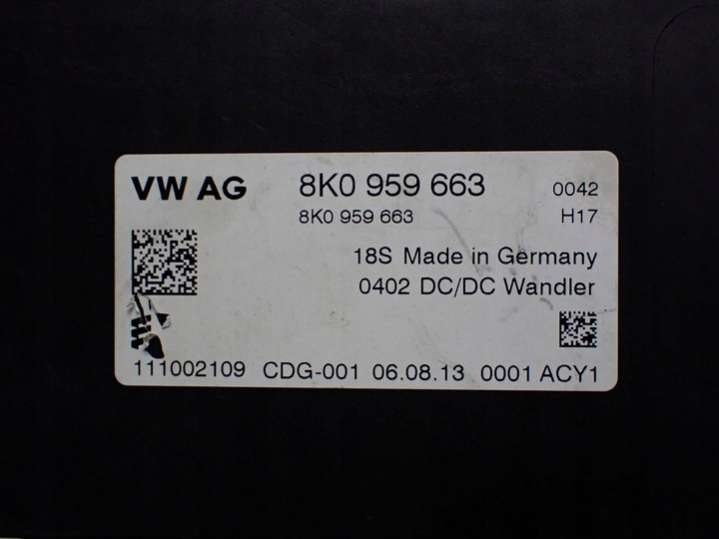 VW AG 8K0 959 663 0042
8K0 959 663 H17
18S Made in Germany
0402 DC/DC Wandler
111002109 CDG-001 06.08.13 0001 ACY1